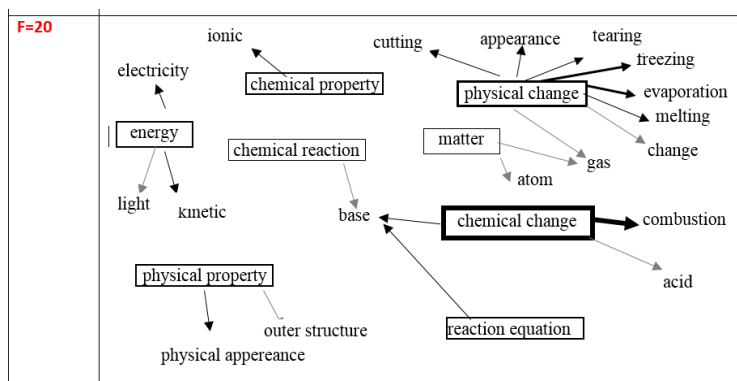 F=20
ionic
cutting
appearance
tearing
freezing
electricity
chemical property
physical change
evaporation
melting
energy
chemical reaction
matter
change
gas
atom
light
kinetic
base
chemical change
combustion
acid
physical property
outer structure
reaction equation
physical appereance